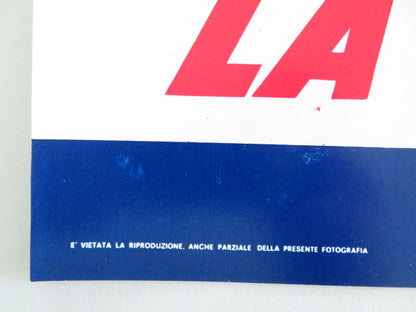 LA
E' VIETATA LA RIPRODUZIONE, ANCHE PARZIALE DELLA PRESENTE FOTOGRAFIA